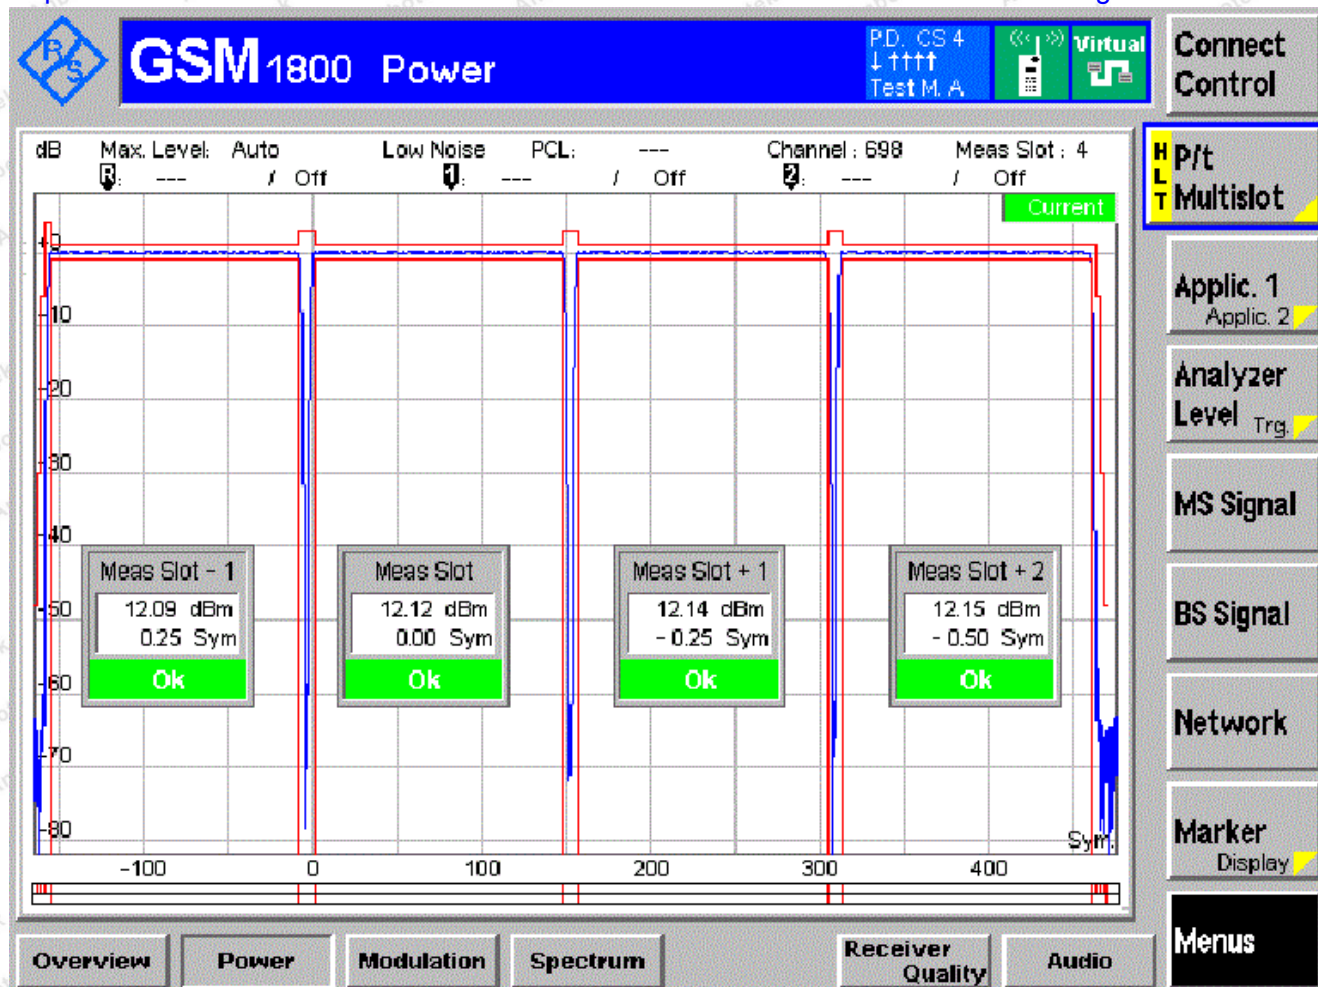 R S
GSM 1800 Power
P.D. CS 4
Test M. A.
Virtual
Connect
Control
dB Max. Level: Auto Low Noise PCL: --- Channel : 698 Meas Slot : 4
R: --- / Off 1: --- / Off 2: --- / Off
Current
HLT
P/t
Multislot
Applic. 1
Applic. 2
Analyzer
Level Trg.
MS Signal
BS Signal
Network
Marker
Display
Menus
+0
-10
-20
-30
-40
-50
-60
-70
-80
Meas Slot - 1
12.09 dBm
0.25 Sym
Ok
Meas Slot
12.12 dBm
0.00 Sym
Ok
Meas Slot + 1
12.14 dBm
- 0.25 Sym
Ok
Meas Slot + 2
12.15 dBm
- 0.50 Sym
Ok
Sym.
-100 0 100 200 300 400
Overview Power Modulation Spectrum Receiver Quality Audio